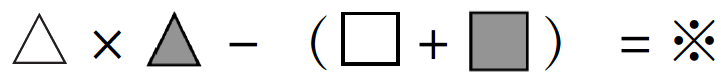 △ × ▲ − ( □ + ■ ) = ※